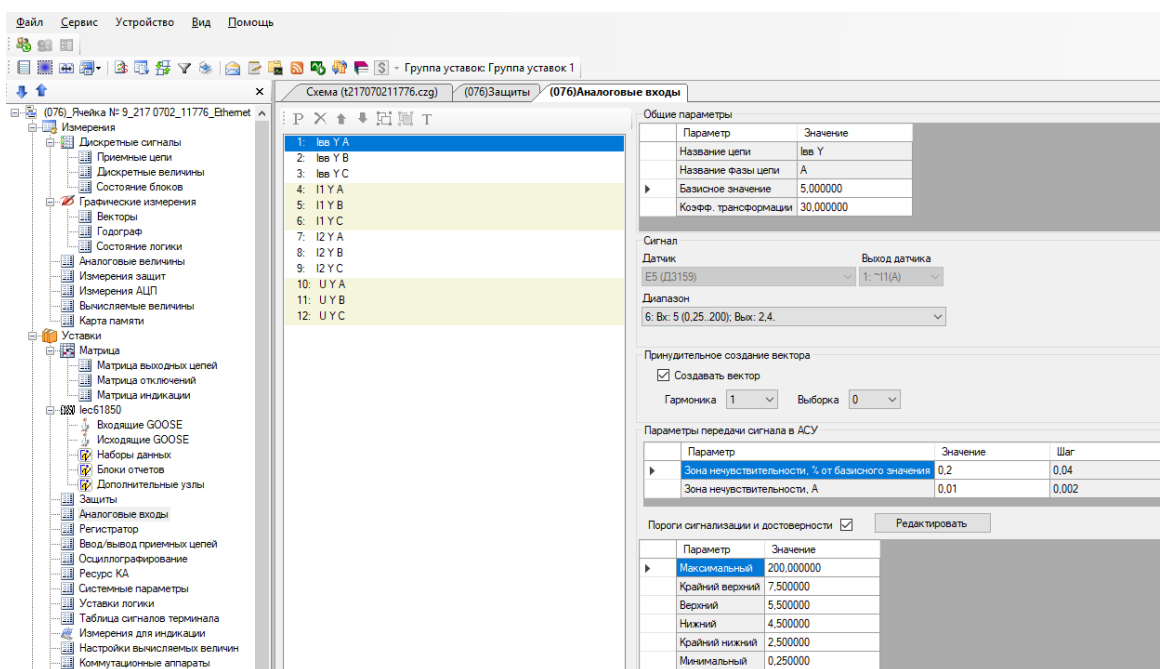 Файл Сервис Устройство Вид Помощь
S Группа уставок: Группа уставок 1
Схема (t217070211776.czg) (076)Защиты (076)Аналоговые входы
(076)_Ячейка № 9_217 0702_11776_Ethernet
Измерения
Дискретные сигналы
Приемные цепи
Дискретные величины
Состояние блоков
Графические измерения
Векторы
Годограф
Состояние логики
Аналоговые величины
Измерения защит
Измерения АЦП
Вычисляемые величины
Карта памяти
Уставки
Матрица
Матрица выходных цепей
Матрица отключений
Матрица индикации
Iec61850
Входящие GOOSE
Исходящие GOOSE
Наборы данных
Блоки отчетов
Дополнительные узлы
Защиты
Аналоговые входы
Регистратор
Ввод/вывод приемных цепей
Осциллографирование
Ресурс КА
Системные параметры
Уставки логики
Таблица сигналов терминала
Измерения для индикации
Настройки вычисляемых величин
Коммутационные аппараты
P T
1: Iвв Y A
2: Iвв Y B
3: Iвв Y C
4: I1 Y A
5: I1 Y B
6: I1 Y C
7: I2 Y A
8: I2 Y B
9: I2 Y C
10: U Y A
11: U Y B
12: U Y C
Общие параметры
Параметр Значение
Название цепи Iвв Y
Название фазы цепи A
Базисное значение 5,000000
Коэфф. трансформации 30,000000
Сигнал
Датчик Выход датчика
E5 (Д3159) 1: ~I1(A)
Диапазон
6: Вх: 5 (0,25..200); Вых: 2,4.
Принудительное создание вектора
Создавать вектор
Гармоника 1 Выборка 0
Параметры передачи сигнала в АСУ
Параметр Значение Шаг
Зона нечувствительности, % от базисного значения 0,2 0,04
Зона нечувствительности, А 0,01 0,002
Пороги сигнализации и достоверности Редактировать
Параметр Значение
Максимальный 200,000000
Крайний верхний 7,500000
Верхний 5,500000
Нижний 4,500000
Крайний нижний 2,500000
Минимальный 0,250000